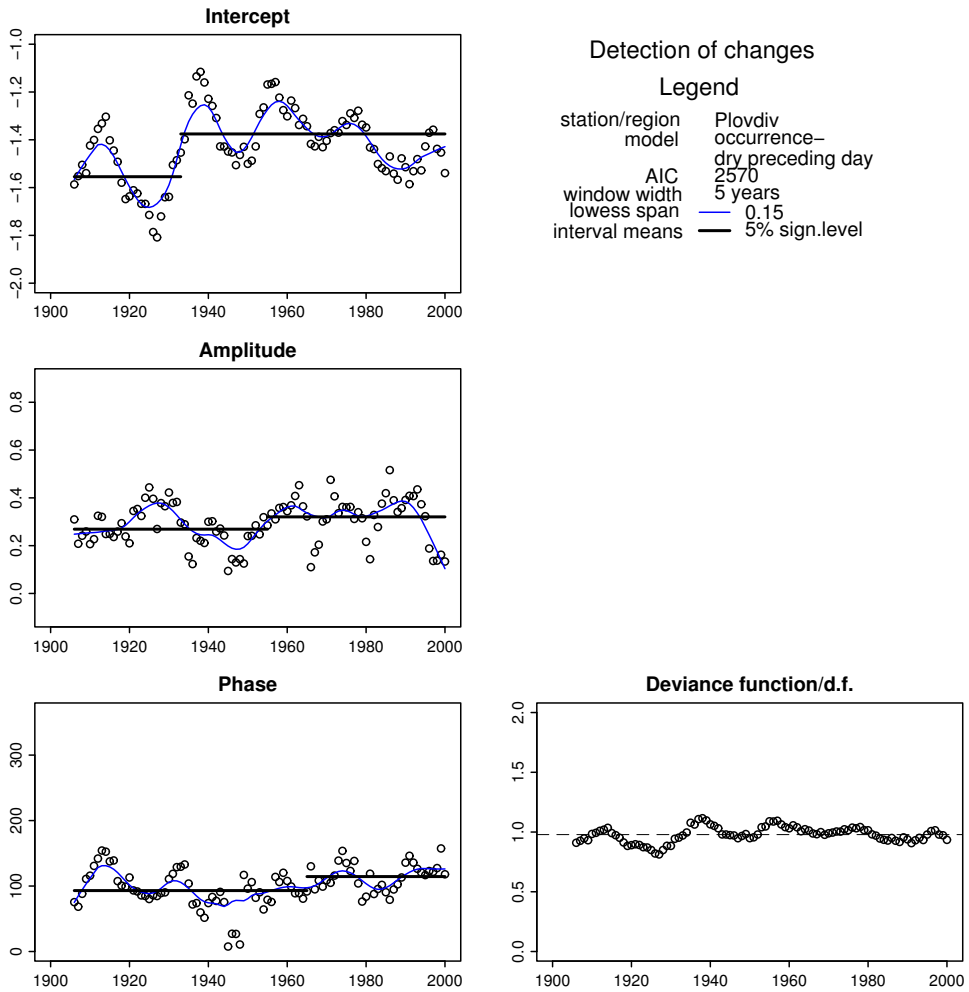 Intercept
−1.0
−1.2
−1.4
−1.6
−1.8
−2.0
1900 1920 1940 1960 1980 2000
Detection of changes
Legend
station/region Plovdiv
model occurrence−
dry preceding day
AIC 2570
window width 5 years
lowess span 0.15
interval means 5% sign.level
Amplitude
0.8
0.6
0.4
0.2
0.0
1900 1920 1940 1960 1980 2000
Phase
300
200
100
0
1900 1920 1940 1960 1980 2000
Deviance function/d.f.
2.0
1.5
1.0
0.5
0.0
1900 1920 1940 1960 1980 2000